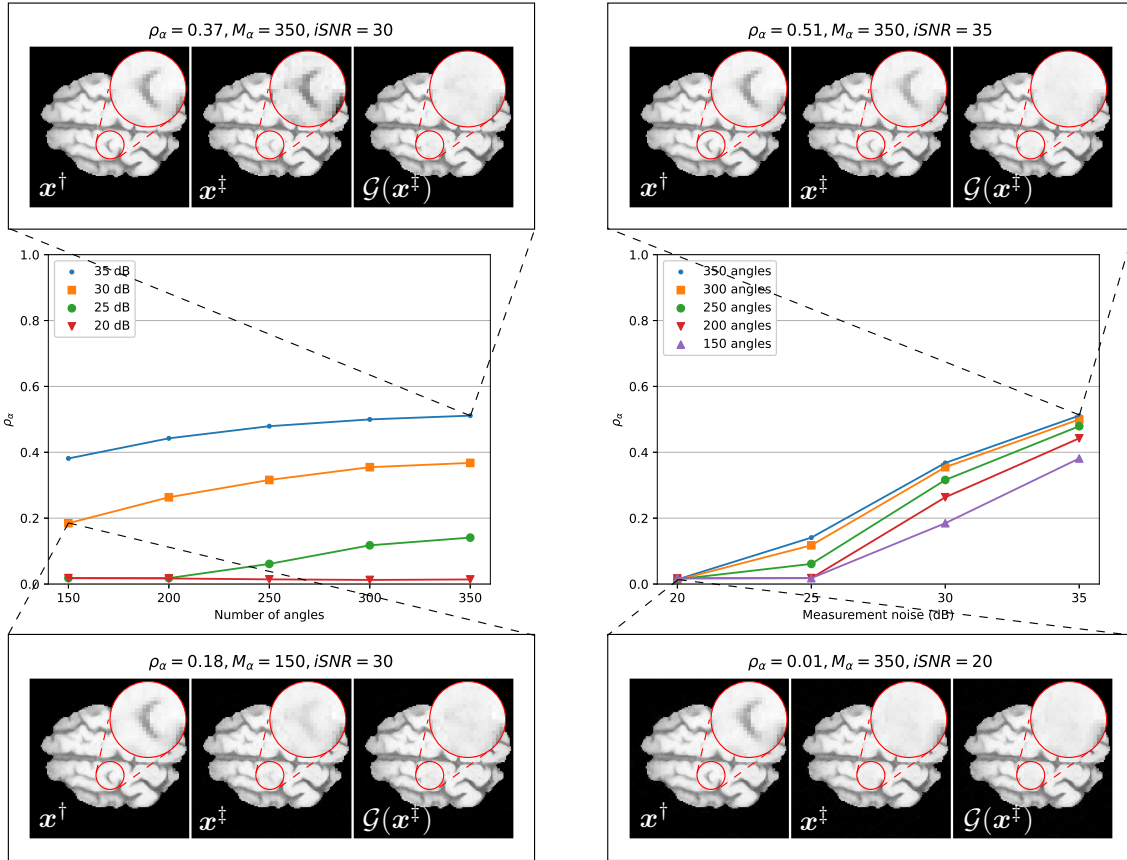 ρ_α = 0.37, M_α = 350, iSNR = 30
x† x‡ G(x‡)
ρ_α = 0.51, M_α = 350, iSNR = 35
x† x‡ G(x‡)
1.0
0.8
0.6
0.4
0.2
0.0
ρ_α
35 dB
30 dB
25 dB
20 dB
150 200 250 300 350
Number of angles
1.0
0.8
0.6
0.4
0.2
0.0
ρ_α
350 angles
300 angles
250 angles
200 angles
150 angles
20 25 30 35
Measurement noise (dB)
ρ_α = 0.18, M_α = 150, iSNR = 30
x† x‡ G(x‡)
ρ_α = 0.01, M_α = 350, iSNR = 20
x† x‡ G(x‡)